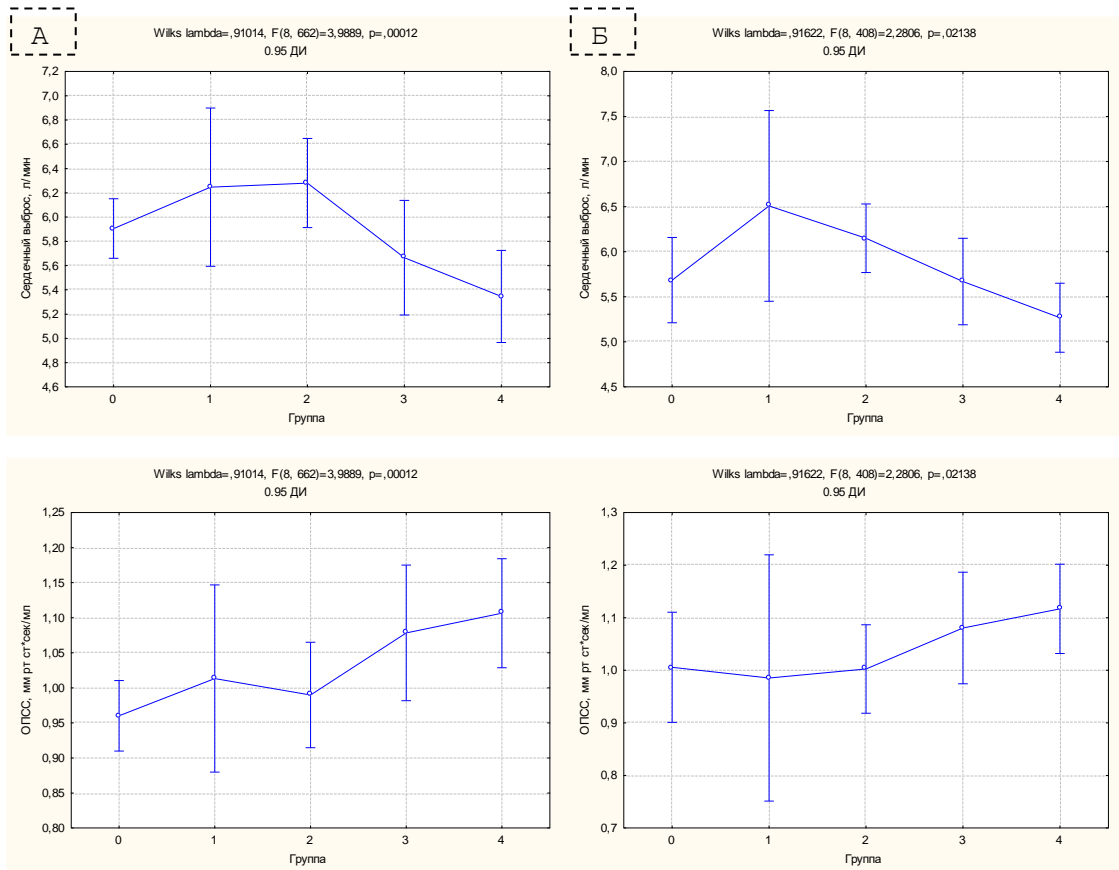 А
Wilks lambda=,91014, F(8, 662)=3,9889, p=,00012
0.95 ДИ
Сердечный выброс, л/мин
7,2
7,0
6,8
6,6
6,4
6,2
6,0
5,8
5,6
5,4
5,2
5,0
4,8
4,6
0 1 2 3 4
Группа
Б
Wilks lambda=,91622, F(8, 408)=2,2806, p=,02138
0.95 ДИ
Сердечный выброс, л/мин
8,0
7,5
7,0
6,5
6,0
5,5
5,0
4,5
0 1 2 3 4
Группа
Wilks lambda=,91014, F(8, 662)=3,9889, p=,00012
0.95 ДИ
ОПСС, мм рт ст*сек/мл
1,25
1,20
1,15
1,10
1,05
1,00
0,95
0,90
0,85
0,80
0 1 2 3 4
Группа
Wilks lambda=,91622, F(8, 408)=2,2806, p=,02138
0.95 ДИ
ОПСС, мм рт ст*сек/мл
1,3
1,2
1,1
1,0
0,9
0,8
0,7
0 1 2 3 4
Группа